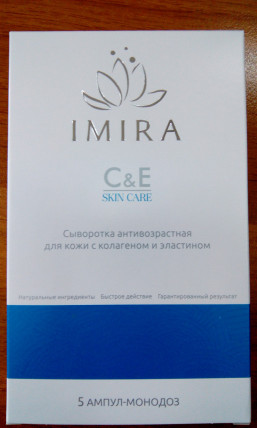 IMIRA
C&E
SKIN CARE
Сыворотка антивозрастная
для кожи с колагеном и эластином
Натуральные ингредиенты Быстрое действие Гарантированный результат
5 АМПУЛ-МОНОДОЗ